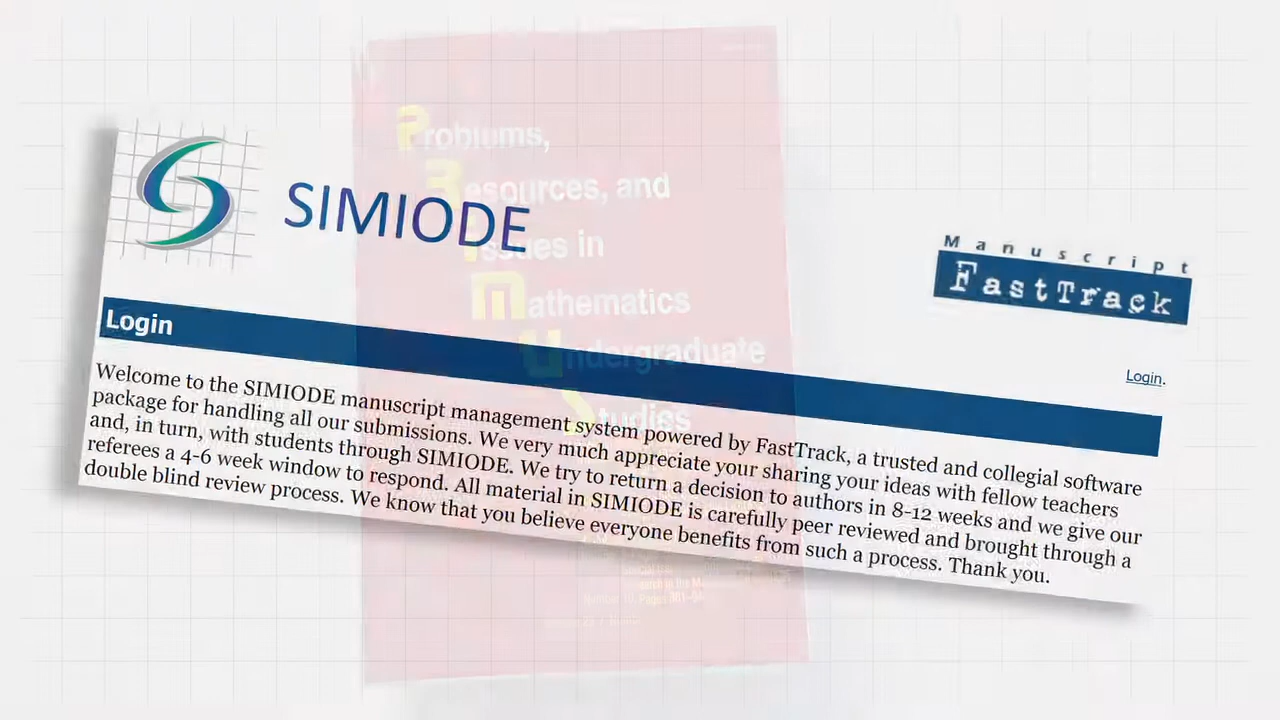 SIMIODE
Manuscript
FastTrack
Login
Login.
Welcome to the SIMIODE manuscript management system powered by FastTrack, a trusted and collegial software
package for handling all our submissions. We very much appreciate your sharing your ideas with fellow teachers
and, in turn, with students through SIMIODE. We try to return a decision to authors in 8-12 weeks and we give our
referees a 4-6 week window to respond. All material in SIMIODE is carefully peer reviewed and brought through a
double blind review process. We know that you believe everyone benefits from such a process. Thank you.
Problems,
Resources, and
Issues in
Mathematics
Undergraduate
Studies